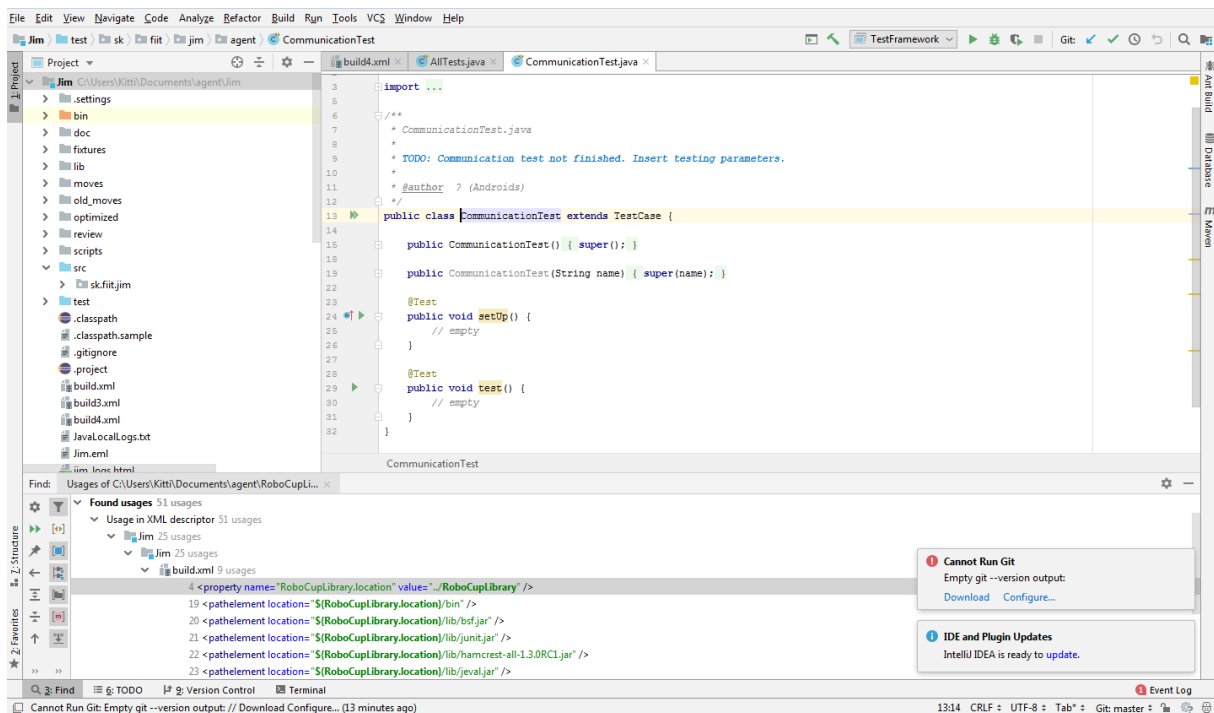 File Edit View Navigate Code Analyze Refactor Build Run Tools VCS Window Help
Jim test sk fiit jim agent CommunicationTest TestFramework Git:
1: Project
Project
build4.xml AllTests.java CommunicationTest.java
Jim C:\Users\Kitti\Documents\agent\Jim
.settings
bin
doc
fixtures
lib
moves
old_moves
optimized
review
scripts
src
sk.fiit.jim
test
.classpath
.classpath.sample
.gitignore
.project
build.xml
build3.xml
build4.xml
JavaLocalLogs.txt
Jim.eml
jim_logs.html
3 import ...
5
6 /**
7 * CommunicationTest.java
8 *
9 * TODO: Communication test not finished. Insert testing parameters.
10 *
11 * @author ? (Androids)
12 */
13 public class CommunicationTest extends TestCase {
14
15 public CommunicationTest() { super(); }
18
19 public CommunicationTest(String name) { super(name); }
22
23 @Test
24 public void setUp() {
25 // empty
26 }
27
28 @Test
29 public void test() {
30 // empty
31 }
32 }
CommunicationTest
Ant Build
Database
m Maven
Find: Usages of C:\Users\Kitti\Documents\agent\RoboCupLi...
Found usages 51 usages
Usage in XML descriptor 51 usages
Jim 25 usages
Jim 25 usages
build.xml 9 usages
4 <property name="RoboCupLibrary.location" value="../RoboCupLibrary" />
19 <pathelement location="${RoboCupLibrary.location}/bin" />
20 <pathelement location="${RoboCupLibrary.location}/lib/bsf.jar" />
21 <pathelement location="${RoboCupLibrary.location}/lib/junit.jar" />
22 <pathelement location="${RoboCupLibrary.location}/lib/hamcrest-all-1.3.0RC1.jar" />
23 <pathelement location="${RoboCupLibrary.location}/lib/jeval.jar" />
7: Structure
2: Favorites
Cannot Run Git
Empty git --version output:
Download Configure...
IDE and Plugin Updates
IntelliJ IDEA is ready to update.
3: Find 6: TODO 9: Version Control Terminal 1 Event Log
Cannot Run Git: Empty git --version output: // Download Configure... (13 minutes ago) 13:14 CRLF UTF-8 Tab* Git: master